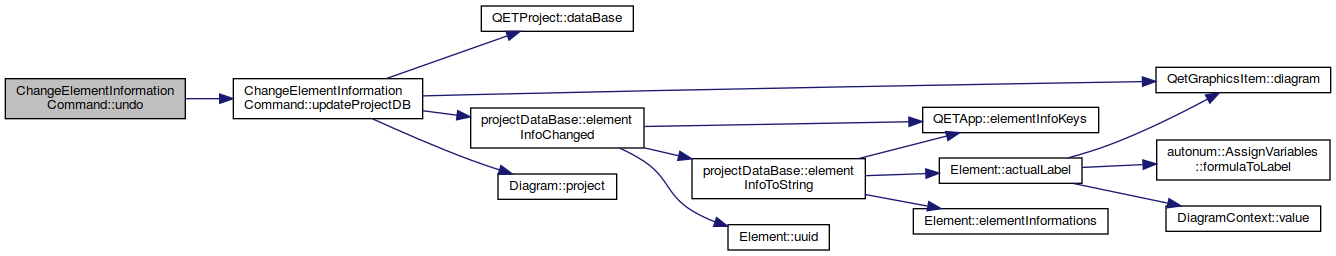 ChangeElementInformation
Command::undo
ChangeElementInformation
Command::updateProjectDB
QETProject::dataBase
projectDataBase::element
InfoChanged
Diagram::project
projectDataBase::element
InfoToString
Element::uuid
QETApp::elementInfoKeys
Element::actualLabel
Element::elementInformations
QetGraphicsItem::diagram
autonum::AssignVariables
::formulaToLabel
DiagramContext::value